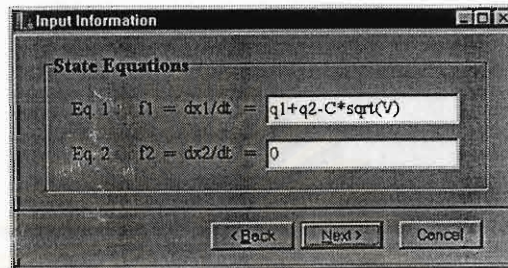 Input Information
State Equations
Eq. 1 f1 = dx1/dt = q1+q2-C*sqrt(V)
Eq. 2 f2 = dx2/dt = 0
< Back Next > Cancel